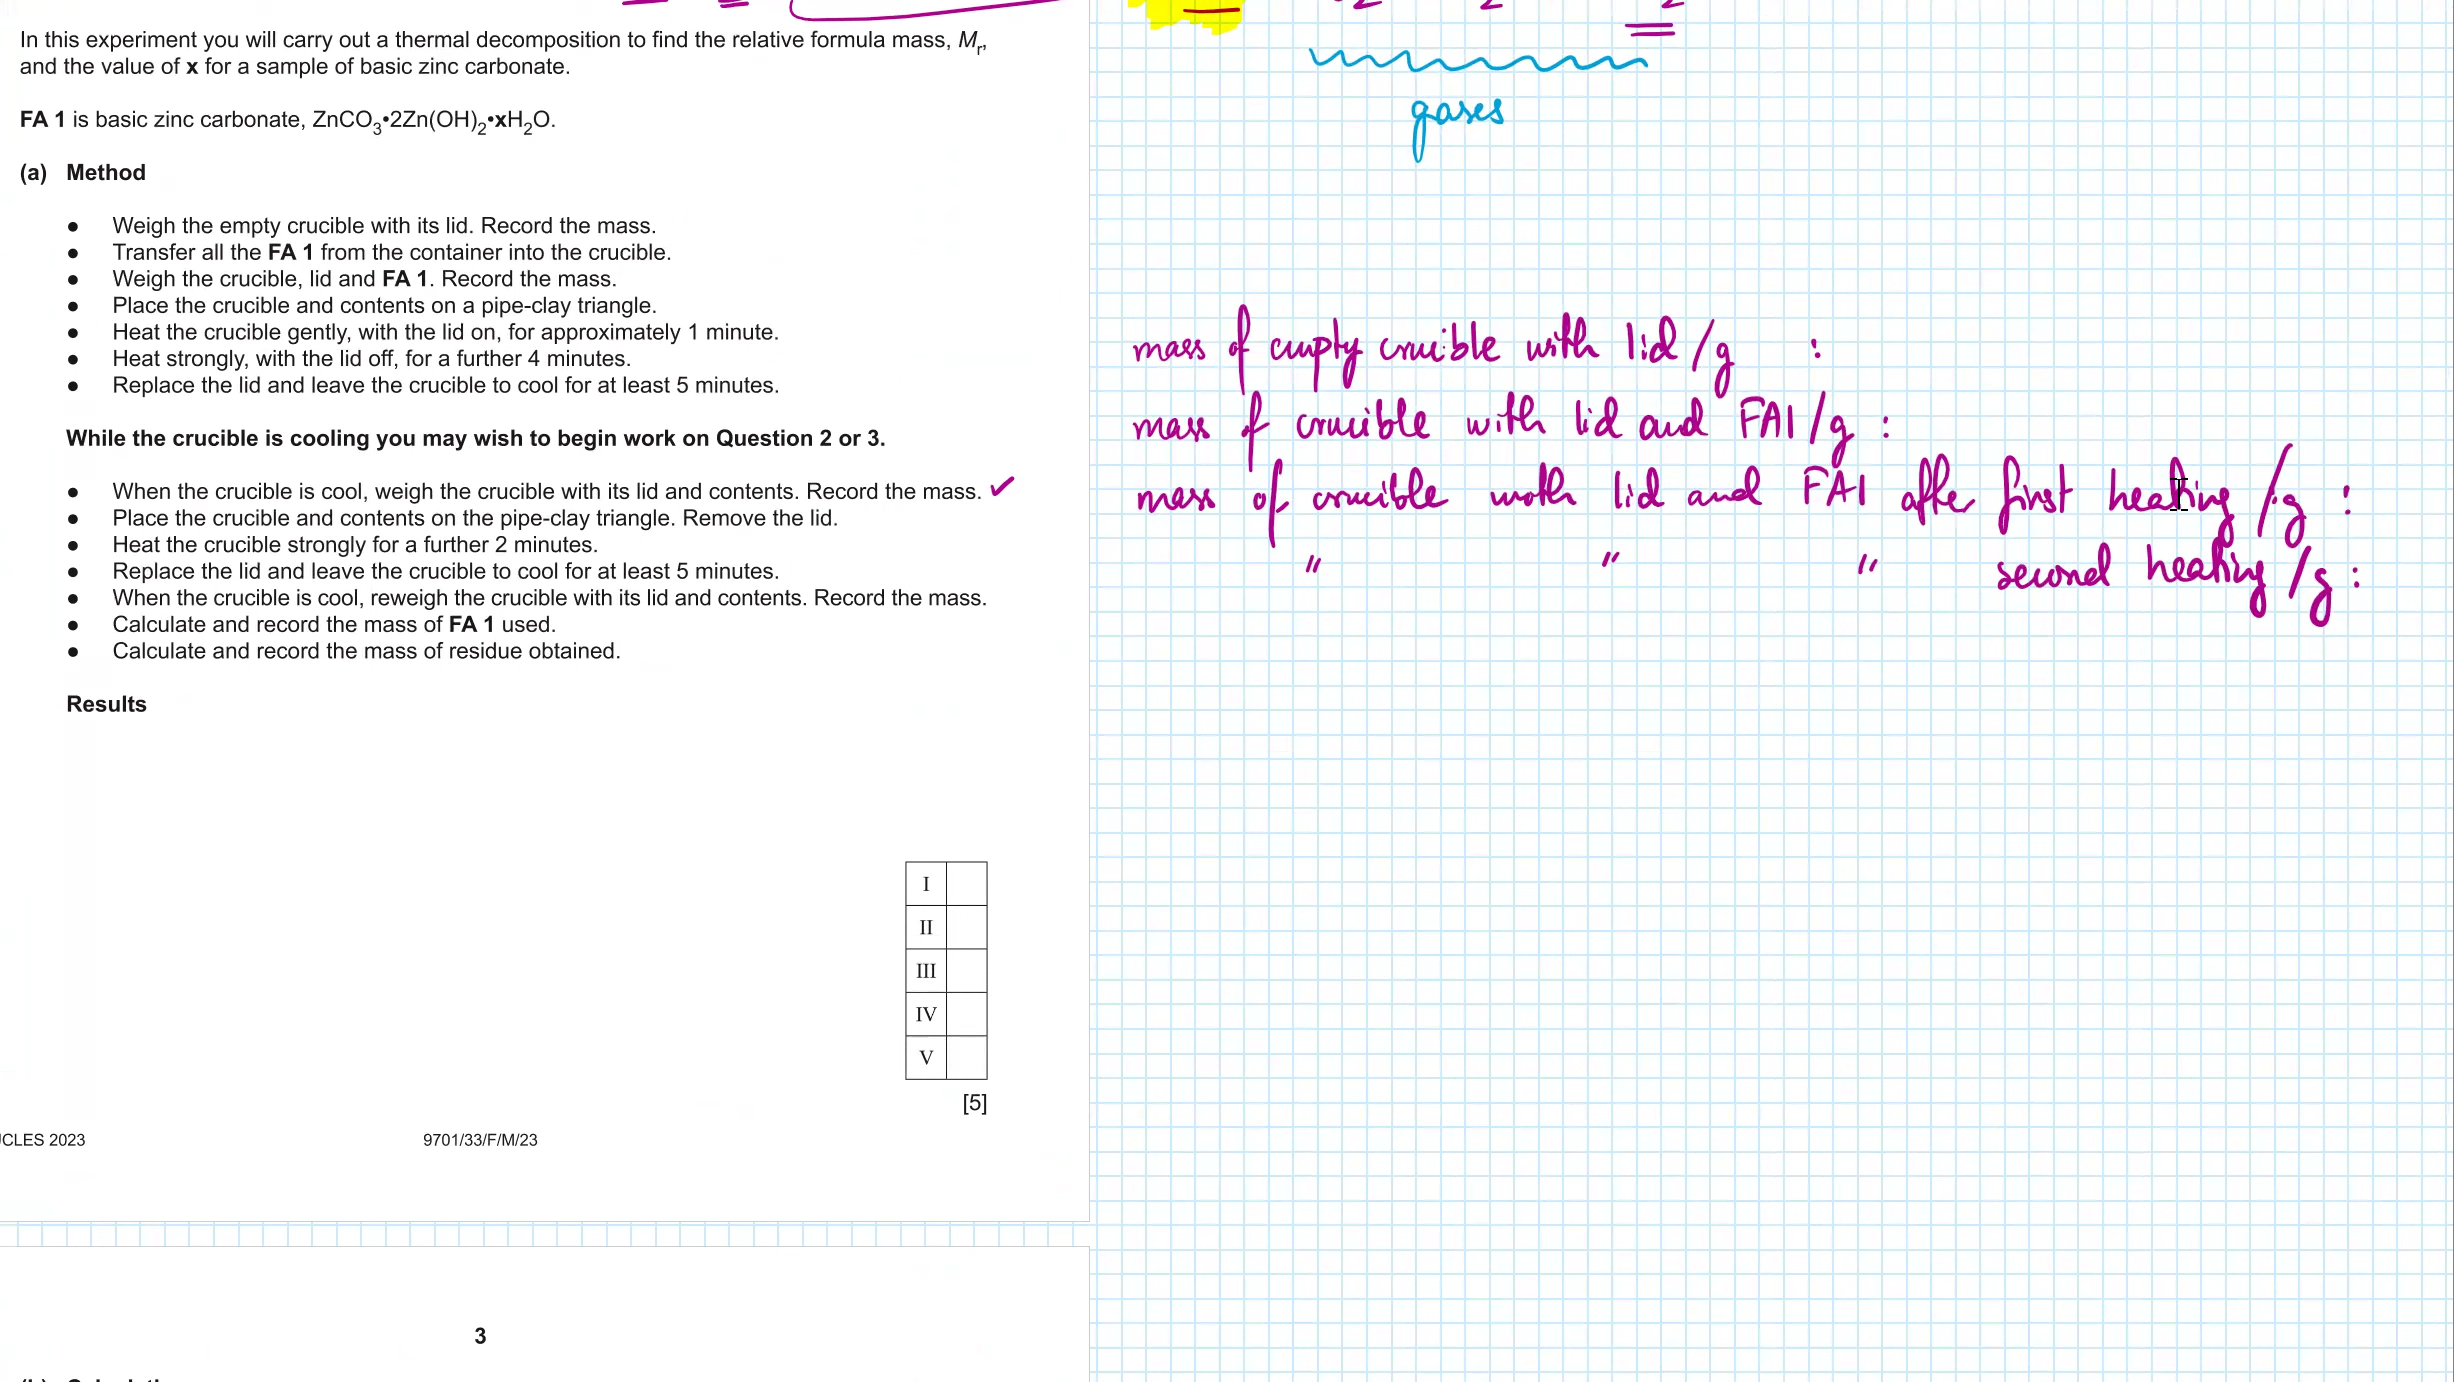 In this experiment you will carry out a thermal decomposition to find the relative formula mass, Mr,
and the value of x for a sample of basic zinc carbonate.
FA 1 is basic zinc carbonate, ZnCO3•2Zn(OH)2•xH2O.
(a) Method
● Weigh the empty crucible with its lid. Record the mass.
● Transfer all the FA 1 from the container into the crucible.
● Weigh the crucible, lid and FA 1. Record the mass.
● Place the crucible and contents on a pipe-clay triangle.
● Heat the crucible gently, with the lid on, for approximately 1 minute.
● Heat strongly, with the lid off, for a further 4 minutes.
● Replace the lid and leave the crucible to cool for at least 5 minutes.
While the crucible is cooling you may wish to begin work on Question 2 or 3.
● When the crucible is cool, weigh the crucible with its lid and contents. Record the mass. ✓
● Place the crucible and contents on the pipe-clay triangle. Remove the lid.
● Heat the crucible strongly for a further 2 minutes.
● Replace the lid and leave the crucible to cool for at least 5 minutes.
● When the crucible is cool, reweigh the crucible with its lid and contents. Record the mass.
● Calculate and record the mass of FA 1 used.
● Calculate and record the mass of residue obtained.
Results
I
II
III
IV
V
[5]
UCLES 2023
9701/33/F/M/23
3
gases
mass of empty crucible with lid /g :
mass of crucible with lid and FA1 /g :
mass of crucible with lid and FA1 after first heating /g :
" " " second heating /g :